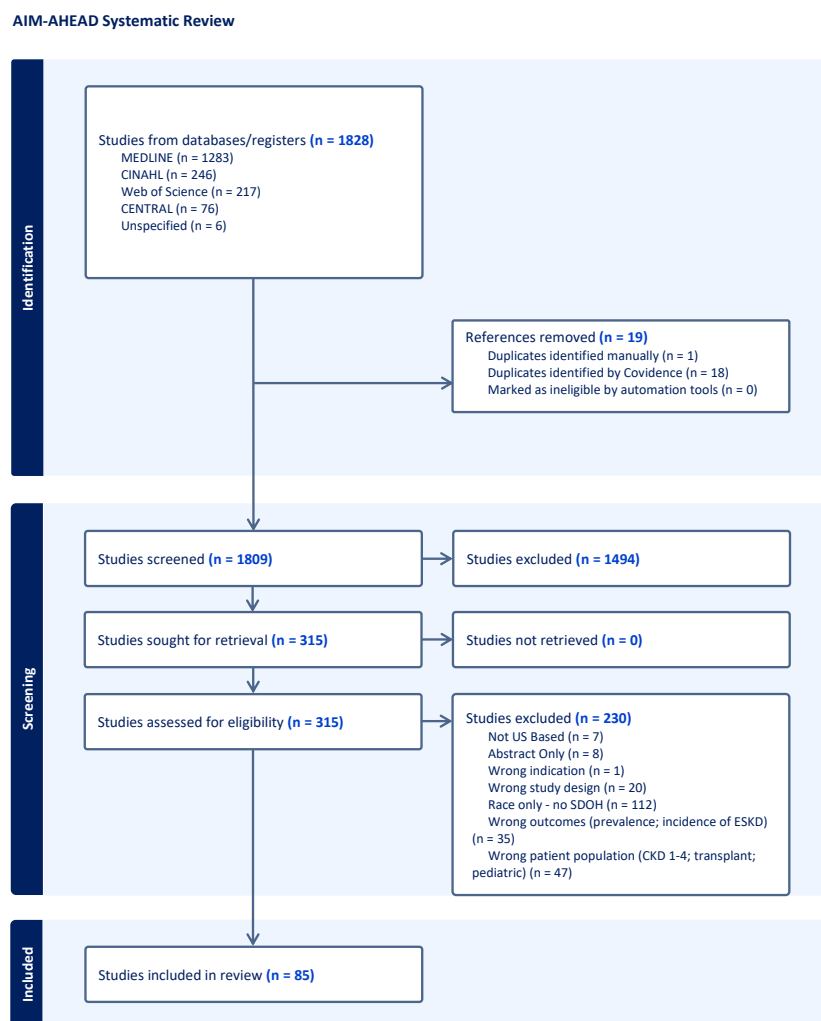 AIM-AHEAD Systematic Review
Identification
Studies from databases/registers (n = 1828)
MEDLINE (n = 1283)
CINAHL (n = 246)
Web of Science (n = 217)
CENTRAL (n = 76)
Unspecified (n = 6)
References removed (n = 19)
Duplicates identified manually (n = 1)
Duplicates identified by Covidence (n = 18)
Marked as ineligible by automation tools (n = 0)
Screening
Studies screened (n = 1809)
Studies excluded (n = 1494)
Studies sought for retrieval (n = 315)
Studies not retrieved (n = 0)
Studies assessed for eligibility (n = 315)
Studies excluded (n = 230)
Not US Based (n = 7)
Abstract Only (n = 8)
Wrong indication (n = 1)
Wrong study design (n = 20)
Race only - no SDOH (n = 112)
Wrong outcomes (prevalence; incidence of ESKD)
(n = 35)
Wrong patient population (CKD 1-4; transplant;
pediatric) (n = 47)
Included
Studies included in review (n = 85)